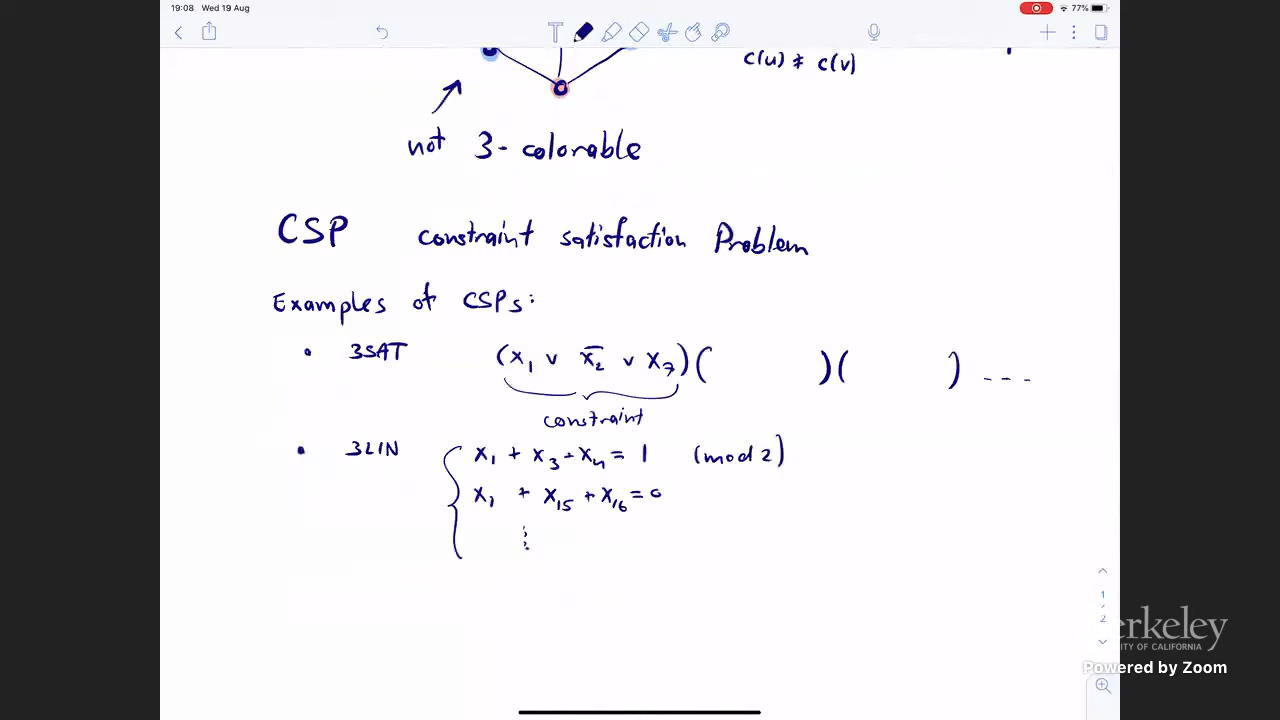 19:08 Wed 19 Aug
77%
c(u) ≠ c(v)
not 3-colorable
CSP constraint satisfaction Problem
Examples of CSPs:
• 3SAT (x₁ ∨ x̄₂ ∨ x₇)( )( ) ---
constraint
• 3LIN x₁ + x₃ + x₄ = 1 (mod 2)
x₁ + x₁₅ + x₁₆ = 0
⋮
1
2
erkeley
ITY OF CALIFORNIA
Powered by Zoom